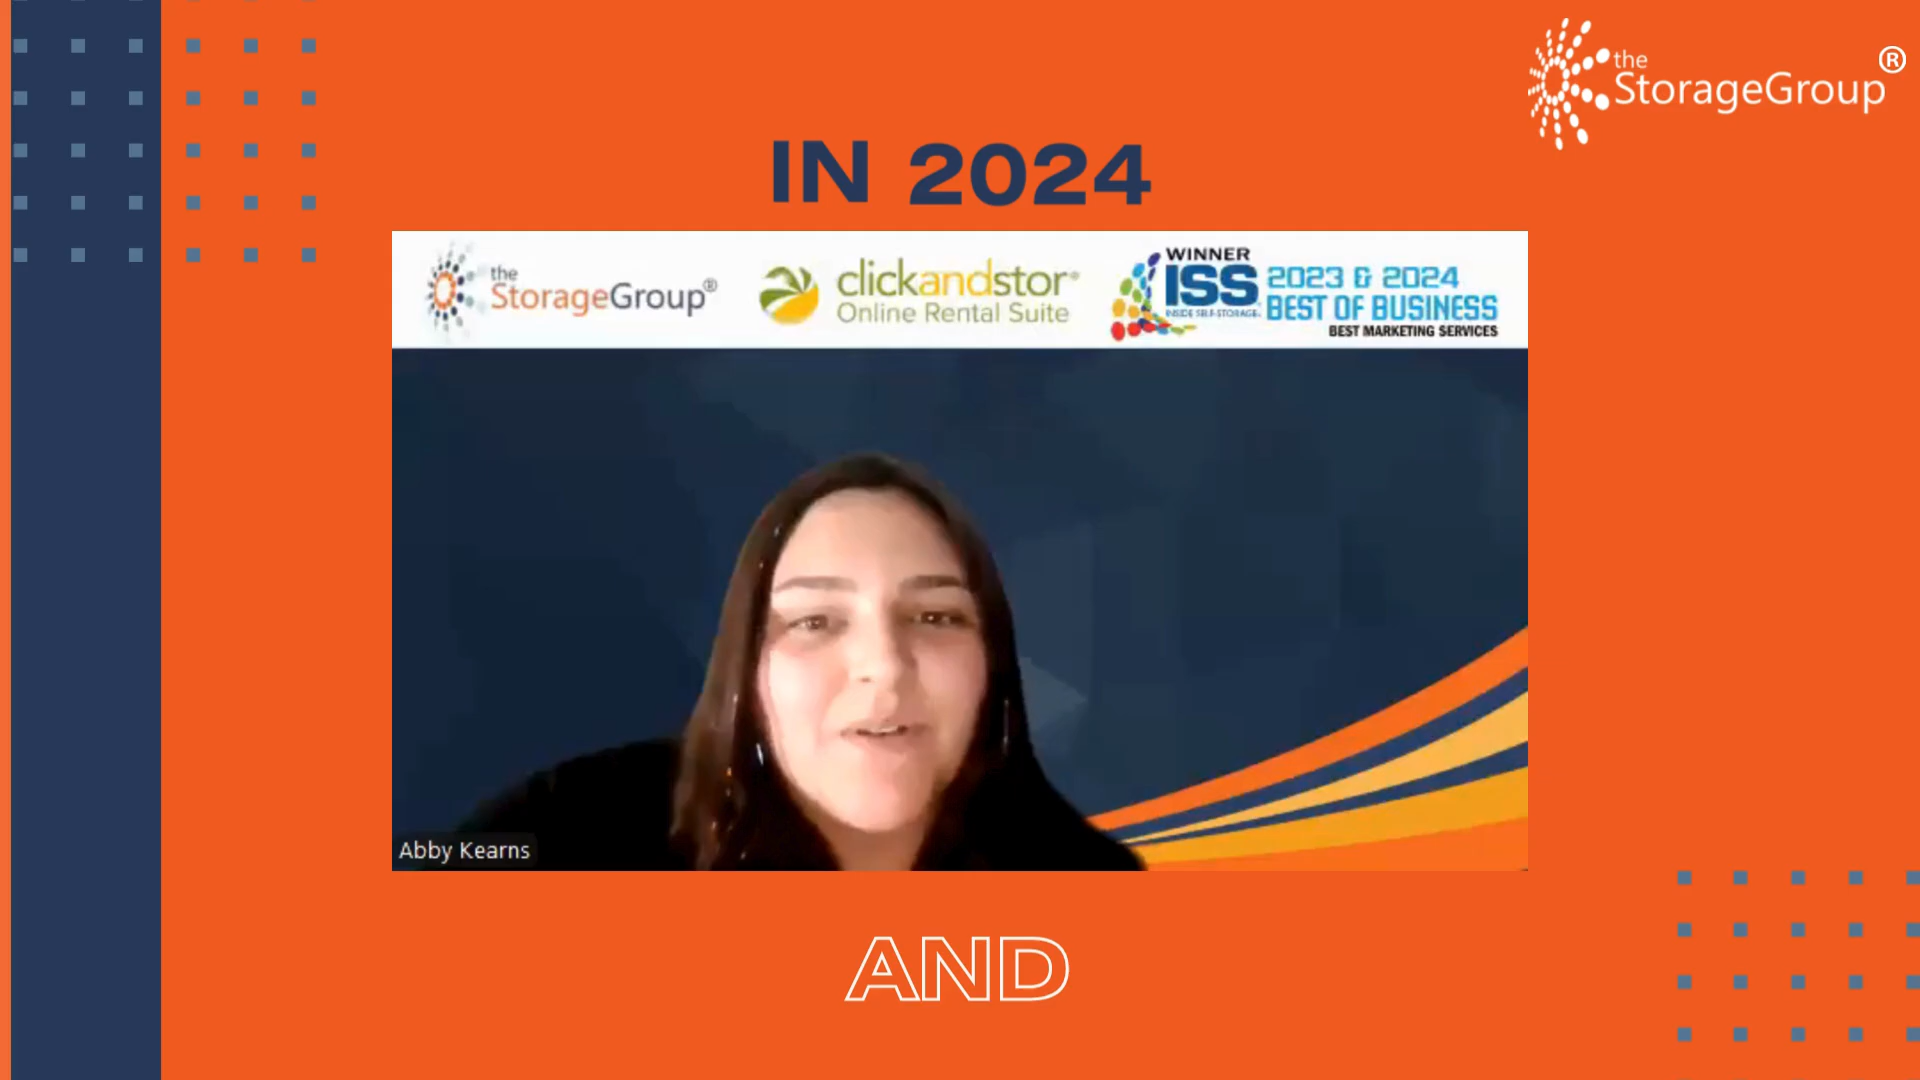 the
StorageGroup®
IN 2024
the
StorageGroup®
clickandstor®
Online Rental Suite
WINNER
ISS
INSIDE SELF-STORAGE.
2023 & 2024
BEST OF BUSINESS
BEST MARKETING SERVICES
Abby Kearns
AND